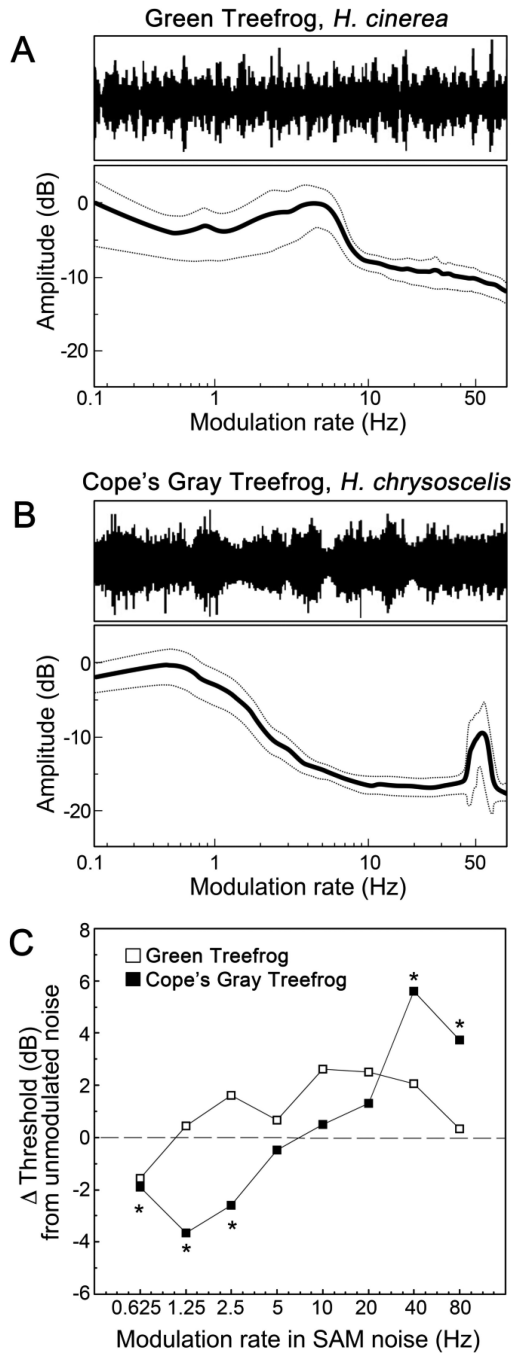 Green Treefrog, H. cinerea
A
Amplitude (dB)
0
-10
-20
0.1 1 10 50
Modulation rate (Hz)
Cope's Gray Treefrog, H. chrysoscelis
B
Amplitude (dB)
0
-10
-20
0.1 1 10 50
Modulation rate (Hz)
C
Δ Threshold (dB)
from unmodulated noise
8
6
4
2
0
-2
-4
-6
Green Treefrog
Cope's Gray Treefrog
* *
* * *
0.625 1.25 2.5 5 10 20 40 80
Modulation rate in SAM noise (Hz)